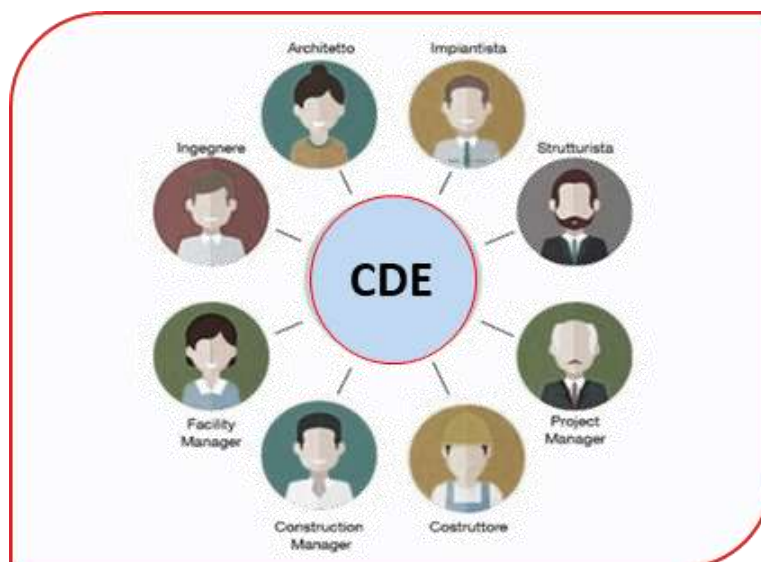 Architetto
Impiantista
Ingegnere
Strutturista
CDE
Facility
Manager
Project
Manager
Construction
Manager
Costruttore